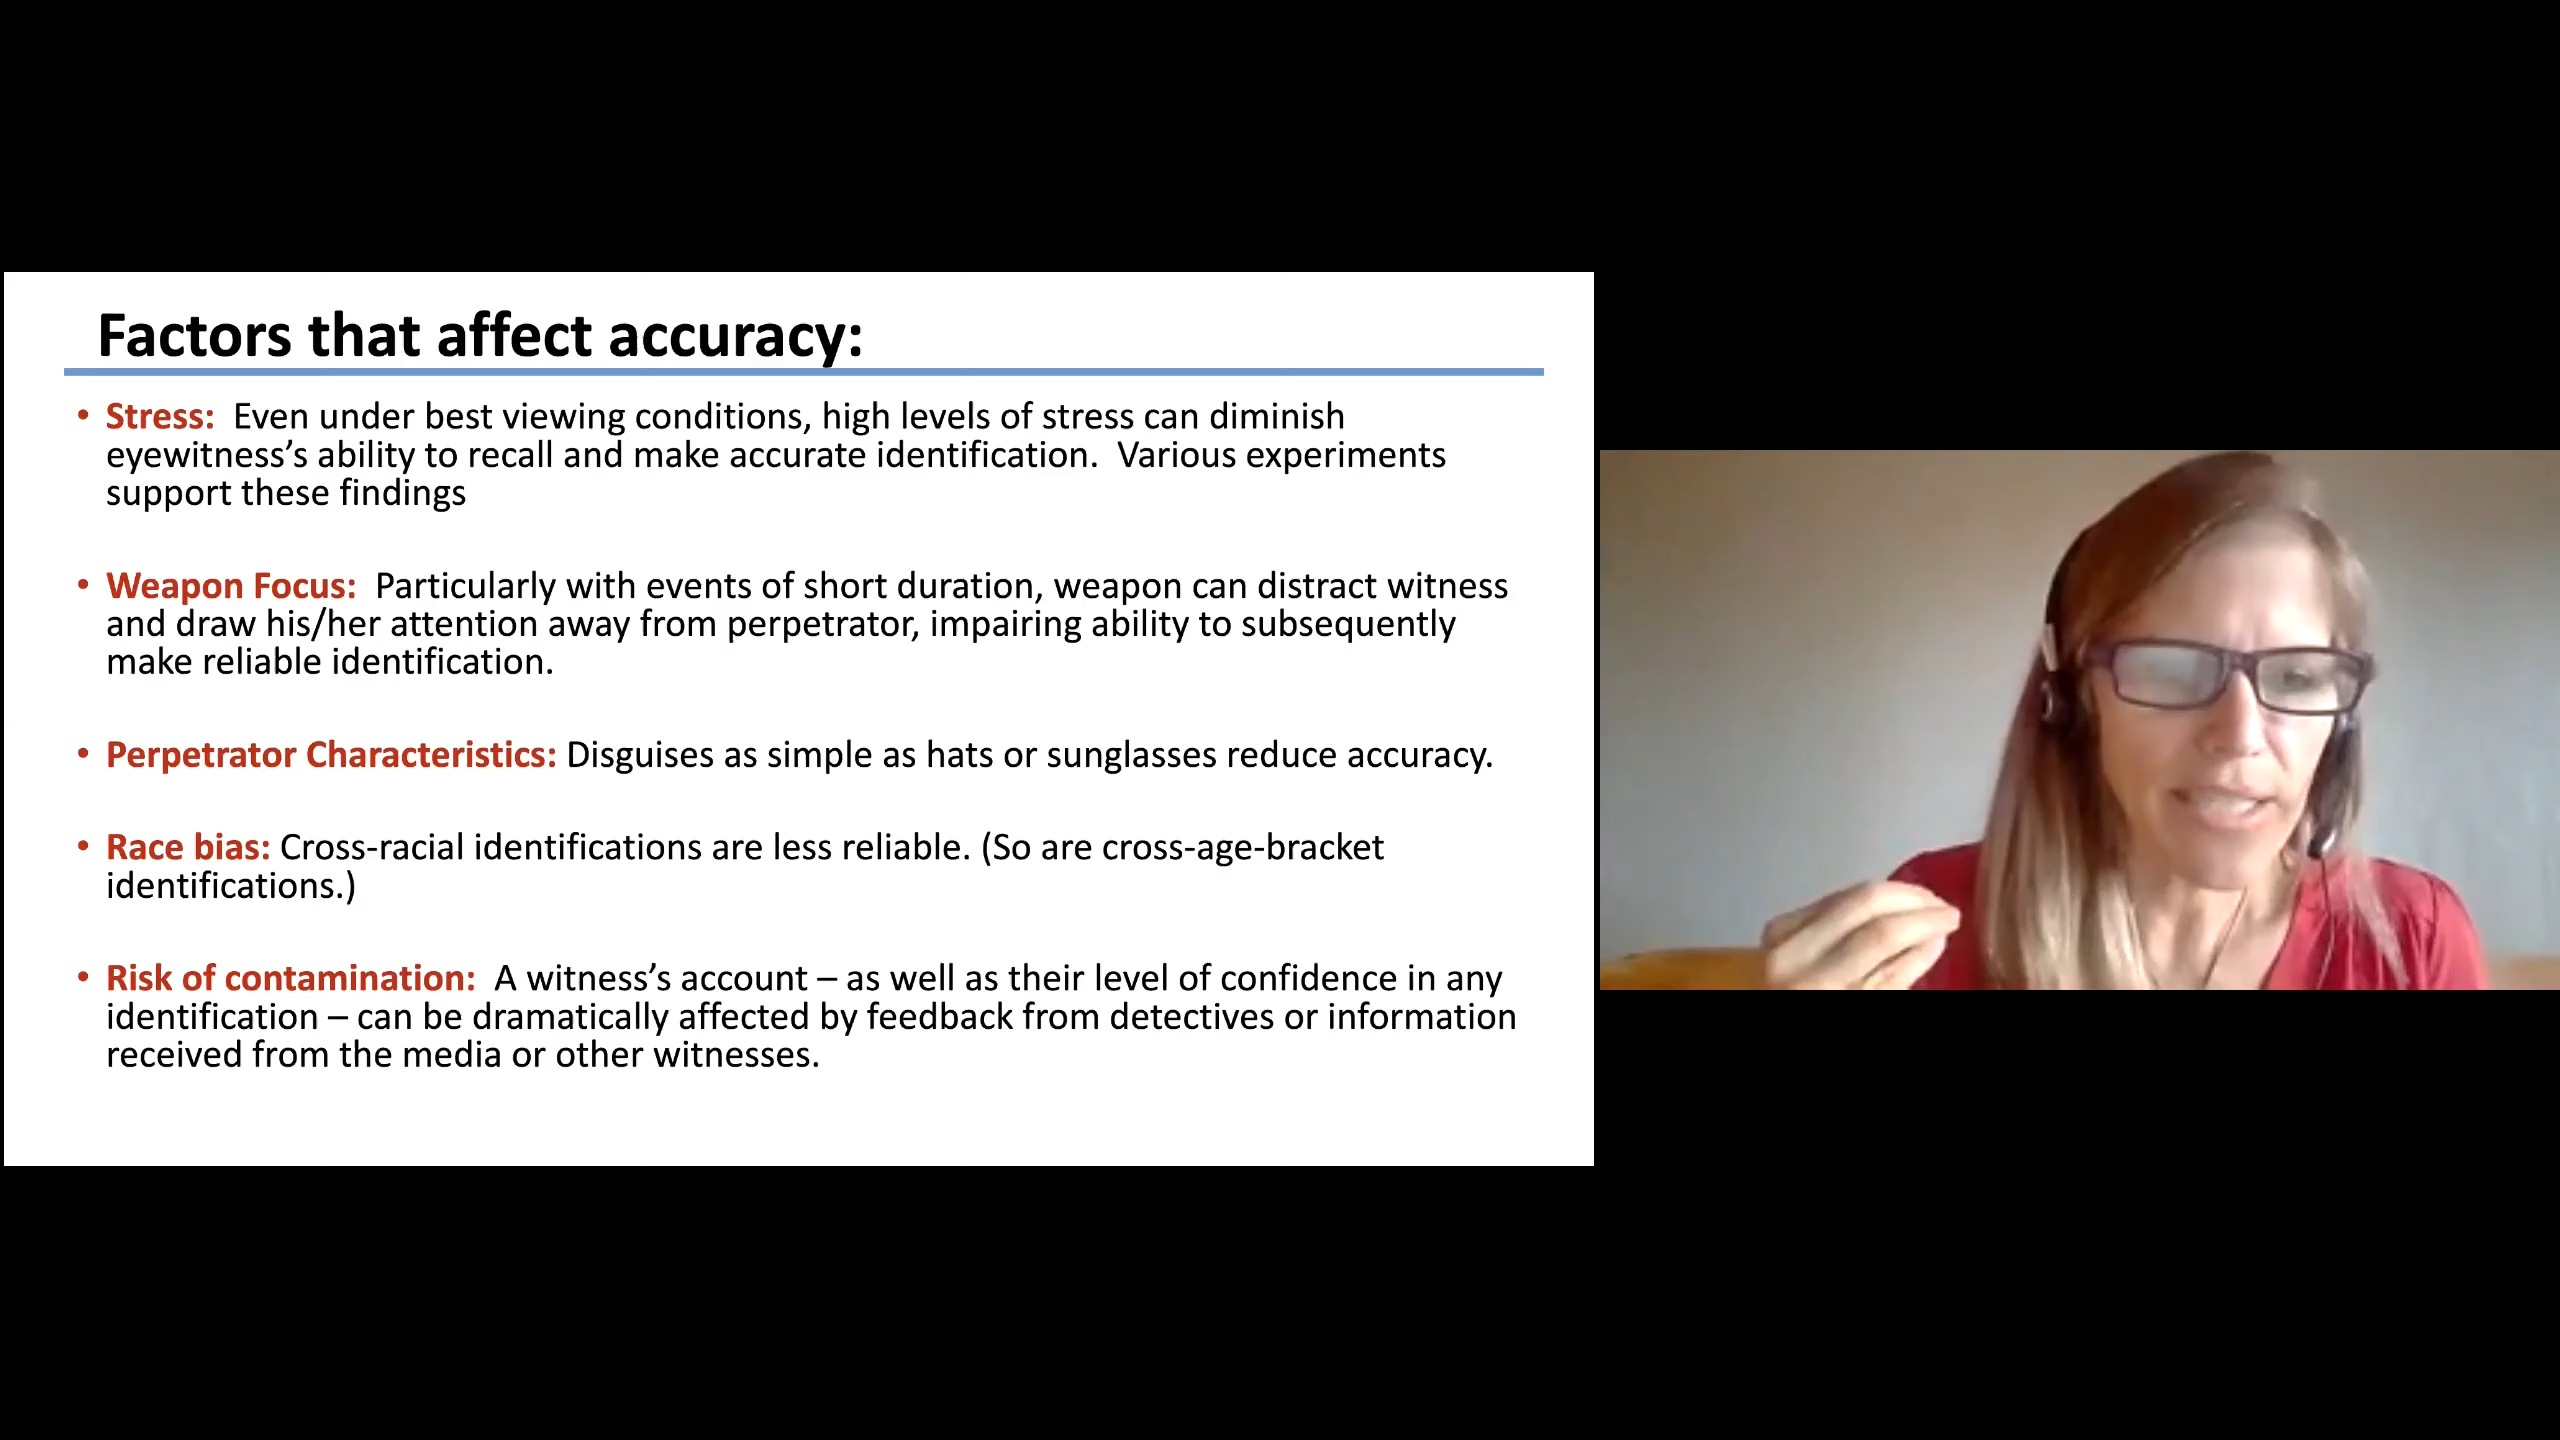 Factors that affect accuracy:
• Stress:  Even under best viewing conditions, high levels of stress can diminish
eyewitness’s ability to recall and make accurate identification.  Various experiments
support these findings
• Weapon Focus:  Particularly with events of short duration, weapon can distract witness
and draw his/her attention away from perpetrator, impairing ability to subsequently
make reliable identification.
• Perpetrator Characteristics: Disguises as simple as hats or sunglasses reduce accuracy.
• Race bias: Cross-racial identifications are less reliable. (So are cross-age-bracket
identifications.)
• Risk of contamination:  A witness’s account – as well as their level of confidence in any
identification – can be dramatically affected by feedback from detectives or information
received from the media or other witnesses.